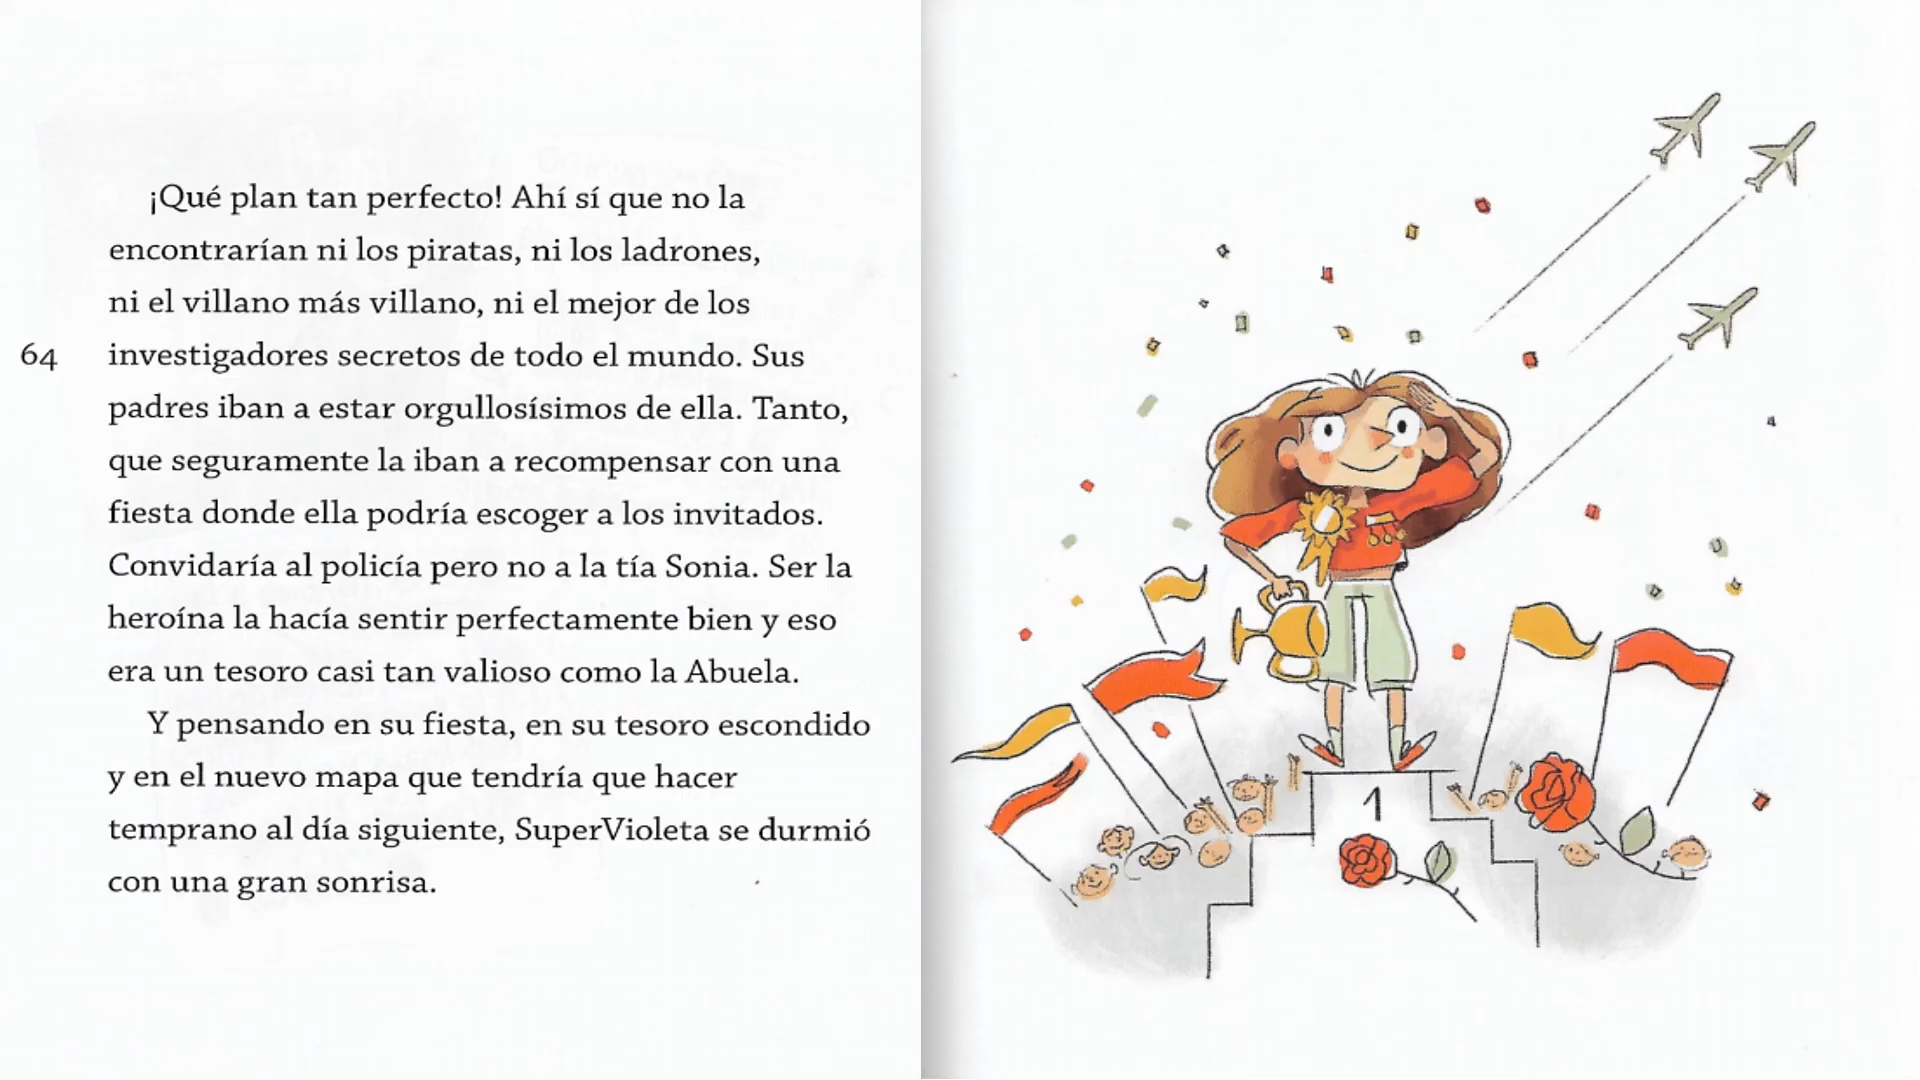 ¡Qué plan tan perfecto! Ahí sí que no la
encontrarían ni los piratas, ni los ladrones,
ni el villano más villano, ni el mejor de los
64
investigadores secretos de todo el mundo. Sus
padres iban a estar orgullosísimos de ella. Tanto,
que seguramente la iban a recompensar con una
fiesta donde ella podría escoger a los invitados.
Convidaría al policía pero no a la tía Sonia. Ser la
heroína la hacía sentir perfectamente bien y eso
era un tesoro casi tan valioso como la Abuela.
Y pensando en su fiesta, en su tesoro escondido
y en el nuevo mapa que tendría que hacer
temprano al día siguiente, SuperVioleta se durmió
con una gran sonrisa.
1